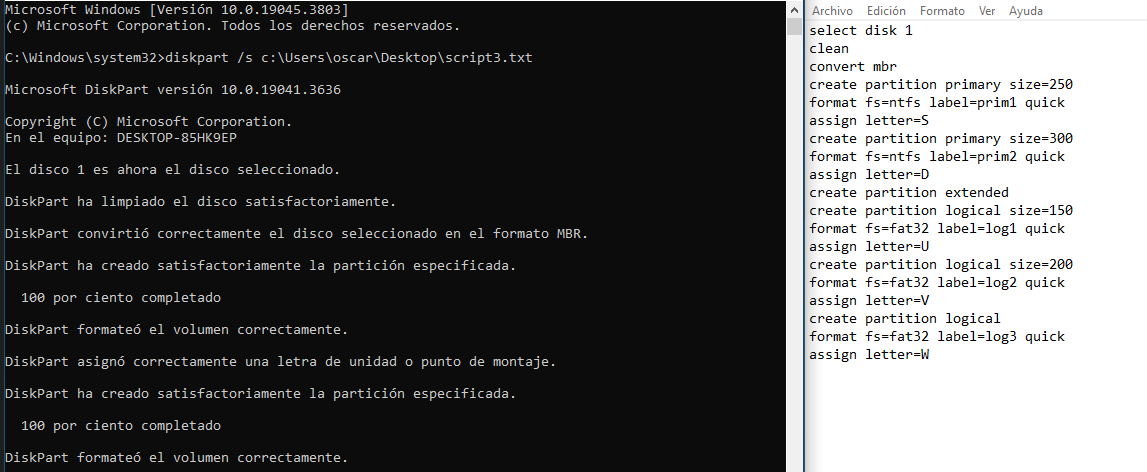 Microsoft Windows [Versión 10.0.19045.3803]
(c) Microsoft Corporation. Todos los derechos reservados.
C:\Windows\system32>diskpart /s c:\Users\oscar\Desktop\script3.txt
Microsoft DiskPart versión 10.0.19041.3636
Copyright (C) Microsoft Corporation.
En el equipo: DESKTOP-85HK9EP
El disco 1 es ahora el disco seleccionado.
DiskPart ha limpiado el disco satisfactoriamente.
DiskPart convirtió correctamente el disco seleccionado en el formato MBR.
DiskPart ha creado satisfactoriamente la partición especificada.
100 por ciento completado
DiskPart formateó el volumen correctamente.
DiskPart asignó correctamente una letra de unidad o punto de montaje.
DiskPart ha creado satisfactoriamente la partición especificada.
100 por ciento completado
DiskPart formateó el volumen correctamente.
Archivo Edición Formato Ver Ayuda
select disk 1
clean
convert mbr
create partition primary size=250
format fs=ntfs label=prim1 quick
assign letter=S
create partition primary size=300
format fs=ntfs label=prim2 quick
assign letter=D
create partition extended
create partition logical size=150
format fs=fat32 label=log1 quick
assign letter=U
create partition logical size=200
format fs=fat32 label=log2 quick
assign letter=V
create partition logical
format fs=fat32 label=log3 quick
assign letter=W